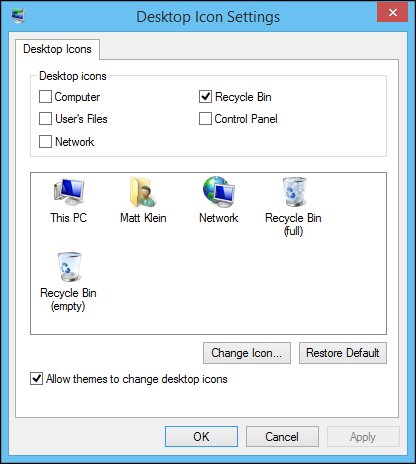 Desktop Icon Settings
Desktop Icons
Desktop icons
Computer
Recycle Bin
User's Files
Control Panel
Network
This PC
Matt Klein
Network
Recycle Bin
(full)
Recycle Bin
(empty)
Change Icon...
Restore Default
Allow themes to change desktop icons
OK
Cancel
Apply